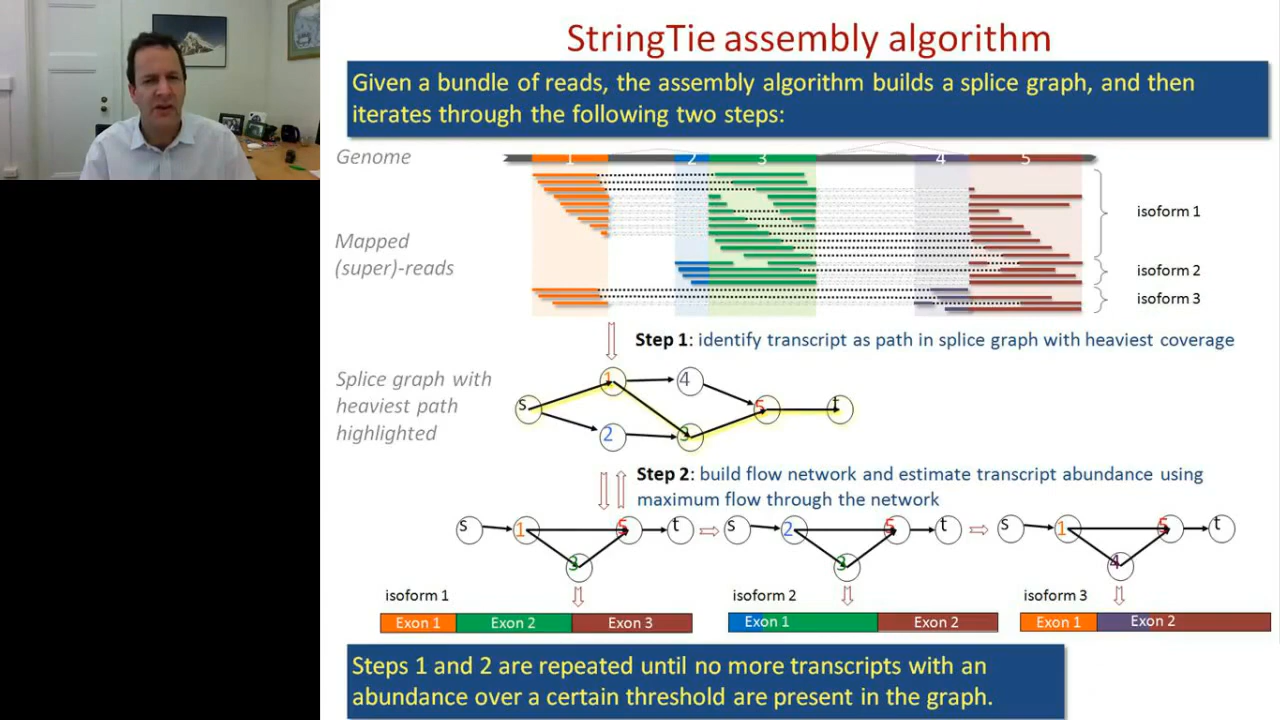 StringTie assembly algorithm
Given a bundle of reads, the assembly algorithm builds a splice graph, and then
iterates through the following two steps:
Genome
1 2 3 4 5
isoform 1
Mapped
(super)-reads
isoform 2
isoform 3
Step 1: identify transcript as path in splice graph with heaviest coverage
Splice graph with
heaviest path
highlighted
1 4
s 5 t
2 3
Step 2: build flow network and estimate transcript abundance using
maximum flow through the network
s 1 5 t s 2 5 t s 1 5 t
3 3 4
isoform 1 isoform 2 isoform 3
Exon 1 Exon 2 Exon 3 Exon 1 Exon 2 Exon 1 Exon 2
Steps 1 and 2 are repeated until no more transcripts with an
abundance over a certain threshold are present in the graph.